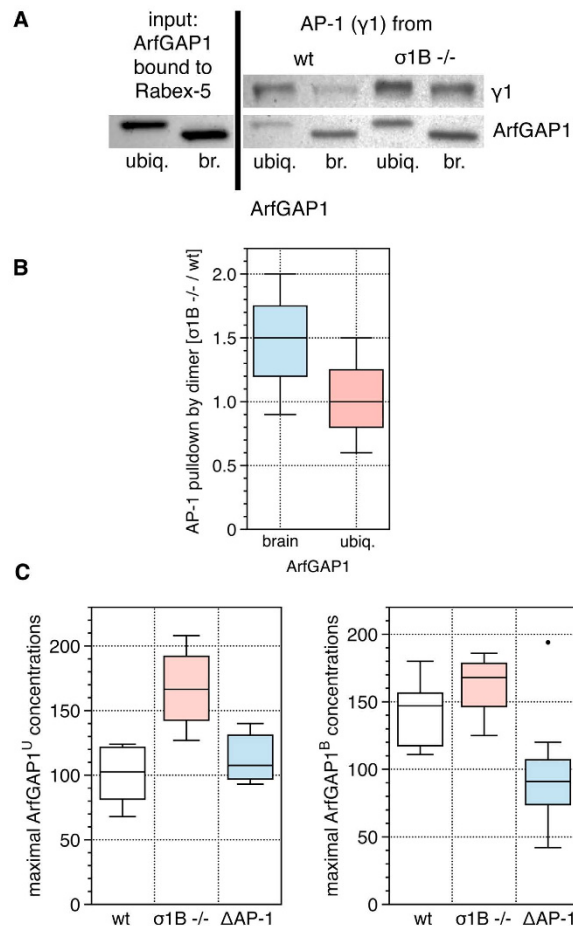 A
input:
ArfGAP1
bound to
Rabex-5
AP-1 (γ1) from
wt σ1B -/-
γ1
ArfGAP1
ubiq. br. ubiq. br. ubiq. br.
ArfGAP1
B
AP-1 pulldown by dimer [σ1B -/- / wt]
2.0
1.5
1.0
0.5
0
brain ubiq.
ArfGAP1
C
maximal ArfGAP1U concentrations
200
150
100
50
0
wt σ1B -/- ΔAP-1
maximal ArfGAP1B concentrations
200
150
100
50
0
wt σ1B -/- ΔAP-1